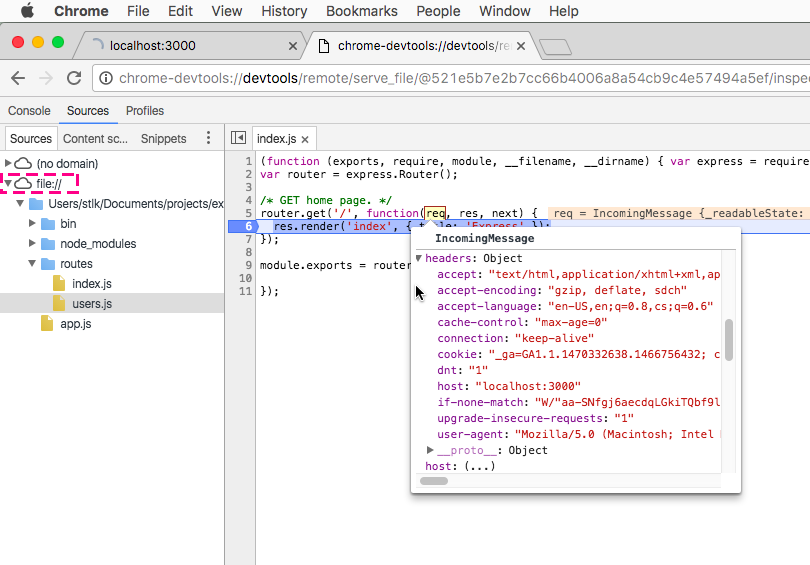 Chrome File Edit View History Bookmarks People Window Help
localhost:3000 × chrome-devtools://devtools/re ×
chrome-devtools://devtools/remote/serve_file/@521e5b7e2b7cc66b4006a8a54cb9c4e57494a5ef/inspe
Console Sources Profiles
Sources Content sc... Snippets index.js ×
(no domain)
file://
Users/stlk/Documents/projects/ex
bin
node_modules
routes
index.js
users.js
app.js
1 (function (exports, require, module, __filename, __dirname) { var express = require
2 var router = express.Router();
3
4 /* GET home page. */
5 router.get('/', function(req, res, next) { req = IncomingMessage {_readableState:
6 res.render('index', { t le: 'Express' });
7 });
8
9 module.exports = router
10
11 });
IncomingMessage
headers: Object
accept: "text/html,application/xhtml+xml,ap
accept-encoding: "gzip, deflate, sdch"
accept-language: "en-US,en;q=0.8,cs;q=0.6"
cache-control: "max-age=0"
connection: "keep-alive"
cookie: "_ga=GA1.1.1470332638.1466756432; c
dnt: "1"
host: "localhost:3000"
if-none-match: "W/"aa-SNfgj6aecdqLGkiTQbf9l
upgrade-insecure-requests: "1"
user-agent: "Mozilla/5.0 (Macintosh; Intel
__proto__: Object
host: (...)